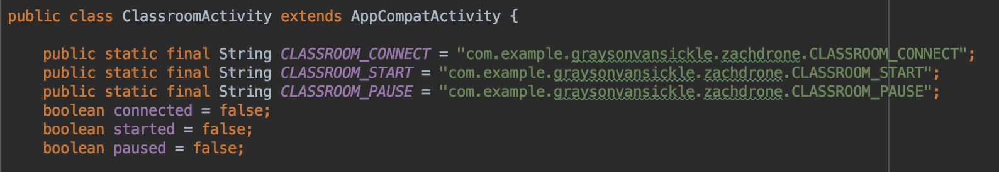 public class ClassroomActivity extends AppCompatActivity {
public static final String CLASSROOM_CONNECT = "com.example.graysonvansickle.zachdrone.CLASSROOM_CONNECT";
public static final String CLASSROOM_START = "com.example.graysonvansickle.zachdrone.CLASSROOM_START";
public static final String CLASSROOM_PAUSE = "com.example.graysonvansickle.zachdrone.CLASSROOM_PAUSE";
boolean connected = false;
boolean started = false;
boolean paused = false;